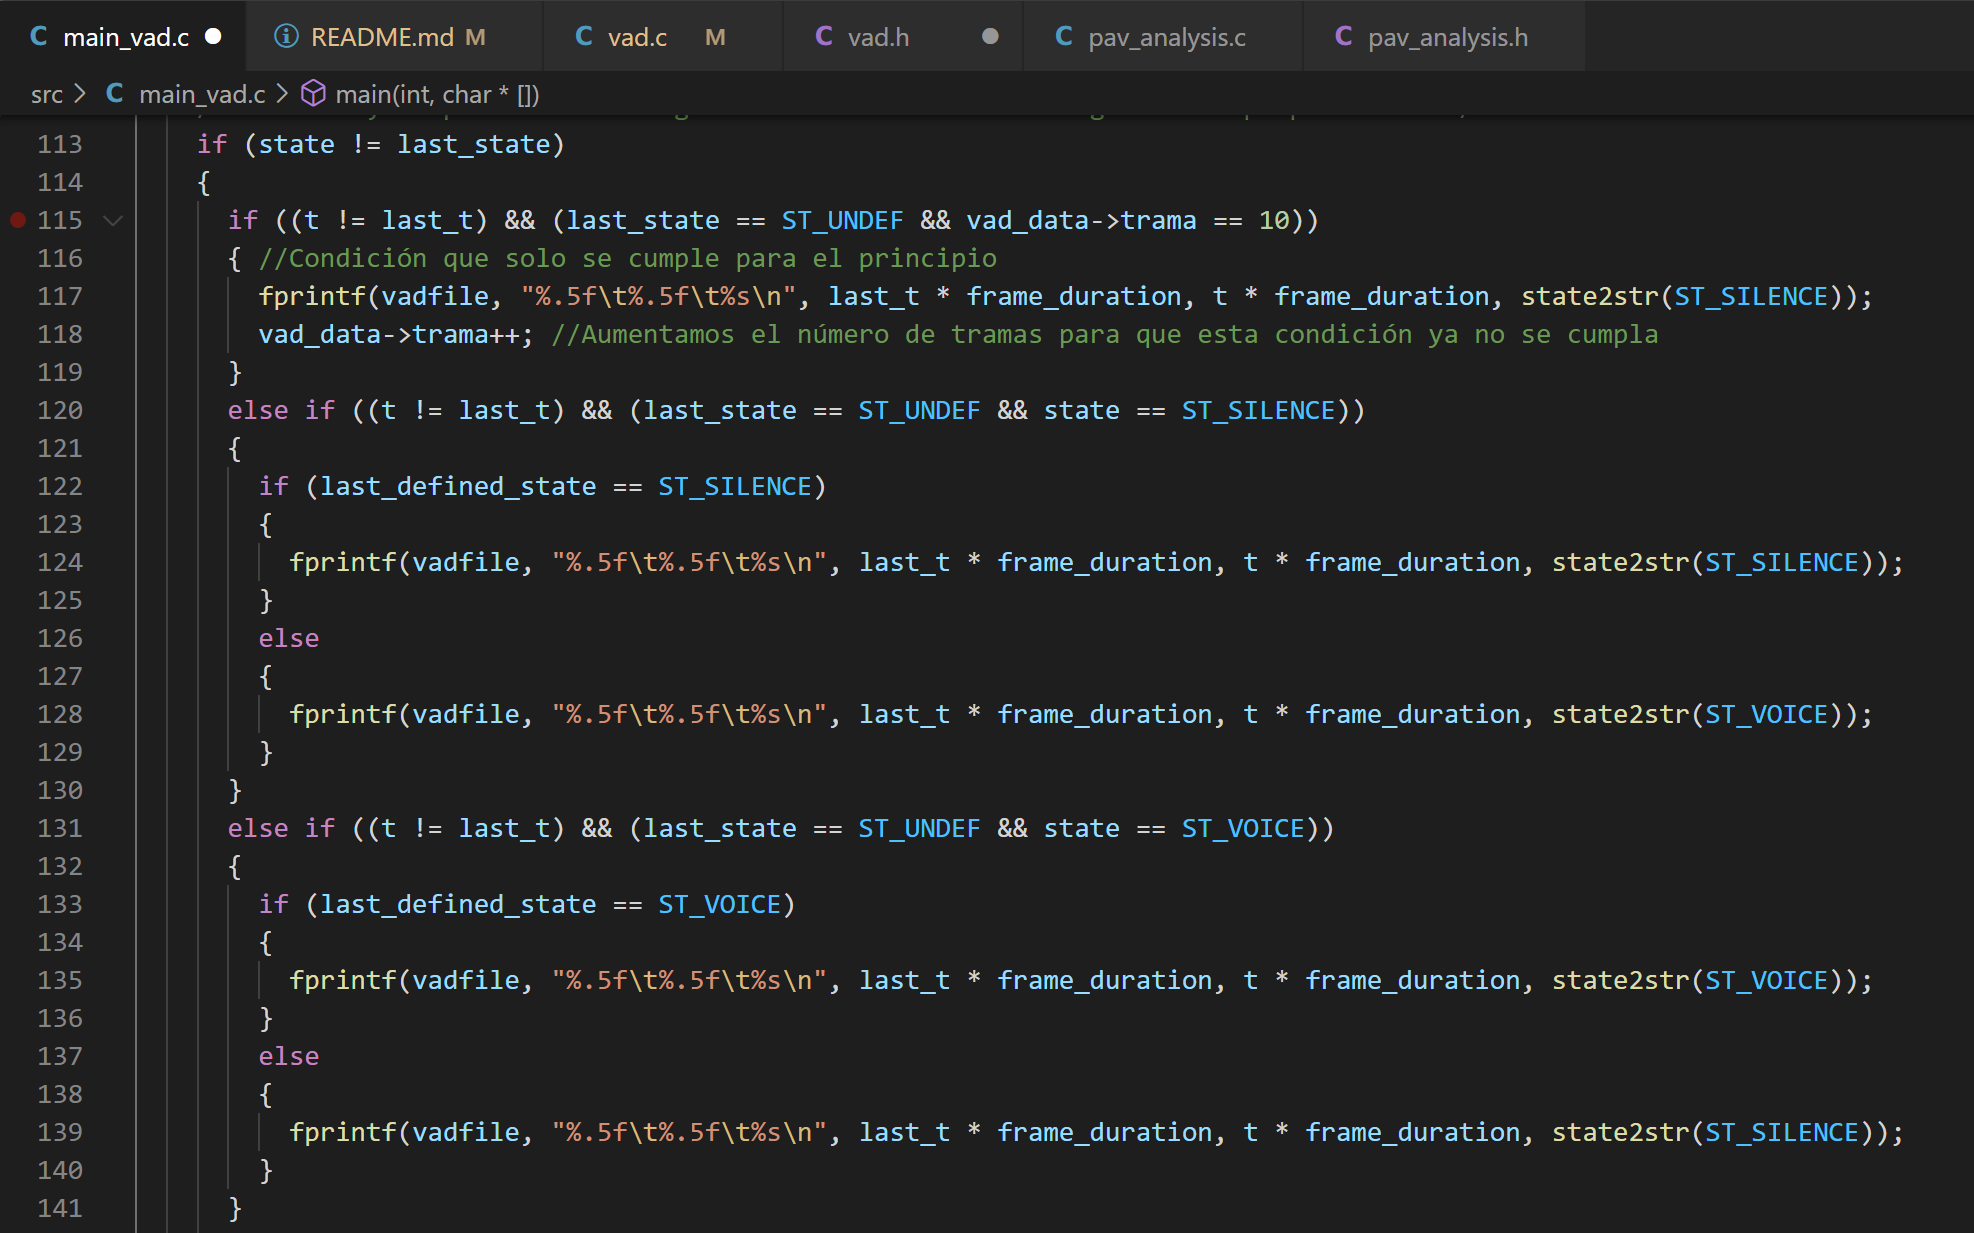 C main_vad.c README.md M C vad.c M C vad.h C pav_analysis.c C pav_analysis.h
src > C main_vad.c > main(int, char * [])
113 if (state != last_state)
114 {
115 if ((t != last_t) && (last_state == ST_UNDEF && vad_data->trama == 10))
116 { //Condición que solo se cumple para el principio
117 fprintf(vadfile, "%.5f\t%.5f\t%s\n", last_t * frame_duration, t * frame_duration, state2str(ST_SILENCE));
118 vad_data->trama++; //Aumentamos el número de tramas para que esta condición ya no se cumpla
119 }
120 else if ((t != last_t) && (last_state == ST_UNDEF && state == ST_SILENCE))
121 {
122 if (last_defined_state == ST_SILENCE)
123 {
124 fprintf(vadfile, "%.5f\t%.5f\t%s\n", last_t * frame_duration, t * frame_duration, state2str(ST_SILENCE));
125 }
126 else
127 {
128 fprintf(vadfile, "%.5f\t%.5f\t%s\n", last_t * frame_duration, t * frame_duration, state2str(ST_VOICE));
129 }
130 }
131 else if ((t != last_t) && (last_state == ST_UNDEF && state == ST_VOICE))
132 {
133 if (last_defined_state == ST_VOICE)
134 {
135 fprintf(vadfile, "%.5f\t%.5f\t%s\n", last_t * frame_duration, t * frame_duration, state2str(ST_VOICE));
136 }
137 else
138 {
139 fprintf(vadfile, "%.5f\t%.5f\t%s\n", last_t * frame_duration, t * frame_duration, state2str(ST_SILENCE));
140 }
141 }